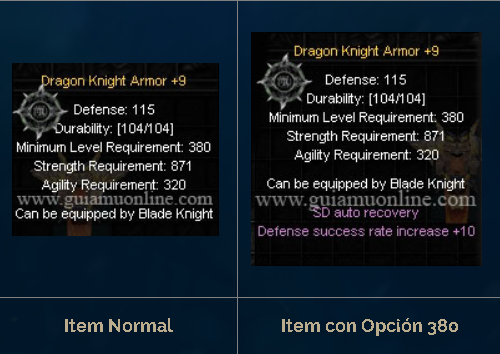 Dragon Knight Armor +9
Defense: 115
Durability: [104/104]
Minimum Level Requirement: 380
Strength Requirement: 871
Agility Requirement: 320
www.guiamuonline.com
Can be equipped by Blade Knight
Item Normal
Dragon Knight Armor +9
Defense: 115
Durability: [104/104]
Minimum Level Requirement: 380
Strength Requirement: 871
Agility Requirement: 320
Can be equipped by Blade Knight
www.guiamuonline.com
SD auto recovery
Defense success rate increase +10
Item con Opción 380